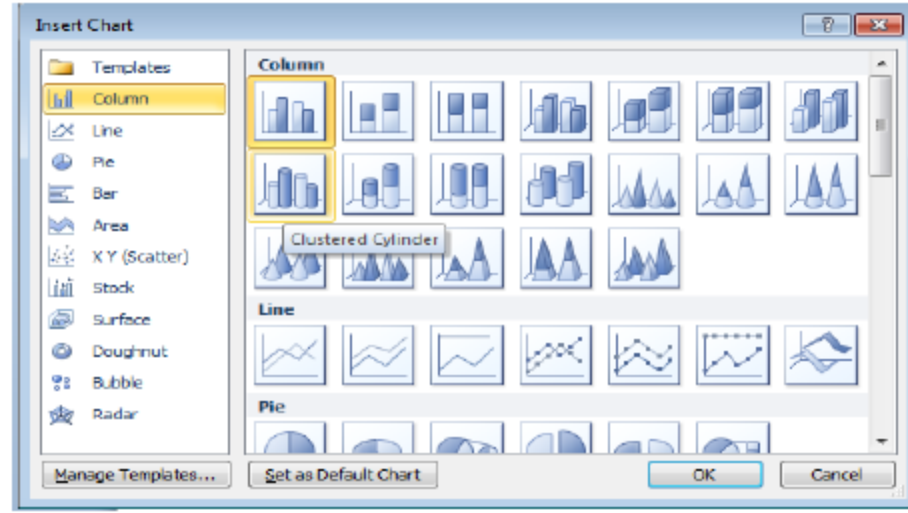 Insert Chart
Templates
Column
Line
Pie
Bar
Area
X Y (Scatter)
Stock
Surface
Doughnut
Bubble
Radar
Column
Clustered Cylinder
Line
Pie
Manage Templates...
Set as Default Chart
OK
Cancel